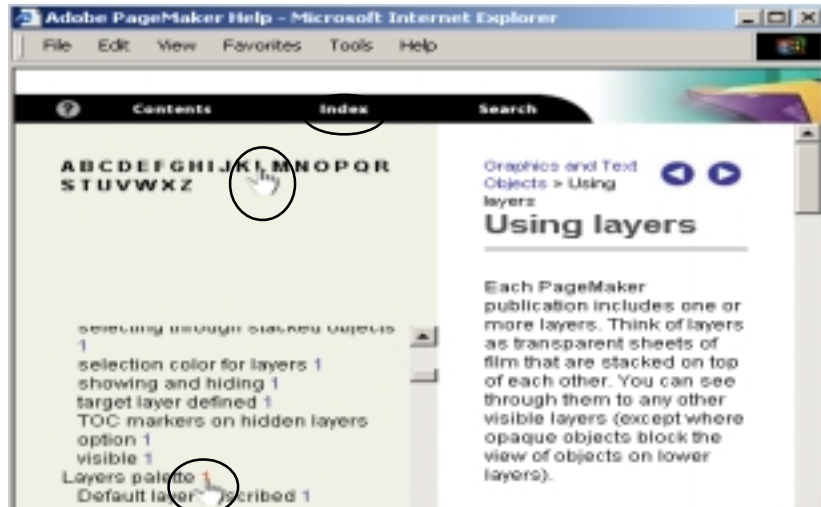 Adobe PageMaker Help - Microsoft Internet Explorer
File Edit View Favorites Tools Help
Contents Index Search
A B C D E F G H I J K L M N O P Q R
S T U V W X Z
selecting through stacked objects
1
selection color for layers 1
showing and hiding 1
target layer defined 1
TOC markers on hidden layers
option 1
visible 1
Layers palette 1
Default layer described 1
Graphics and Text
Objects > Using
layers
Using layers
Each PageMaker
publication includes one or
more layers. Think of layers
as transparent sheets of
film that are stacked on top
of each other. You can see
through them to any other
visible layers (except where
opaque objects block the
view of objects on lower
layers).